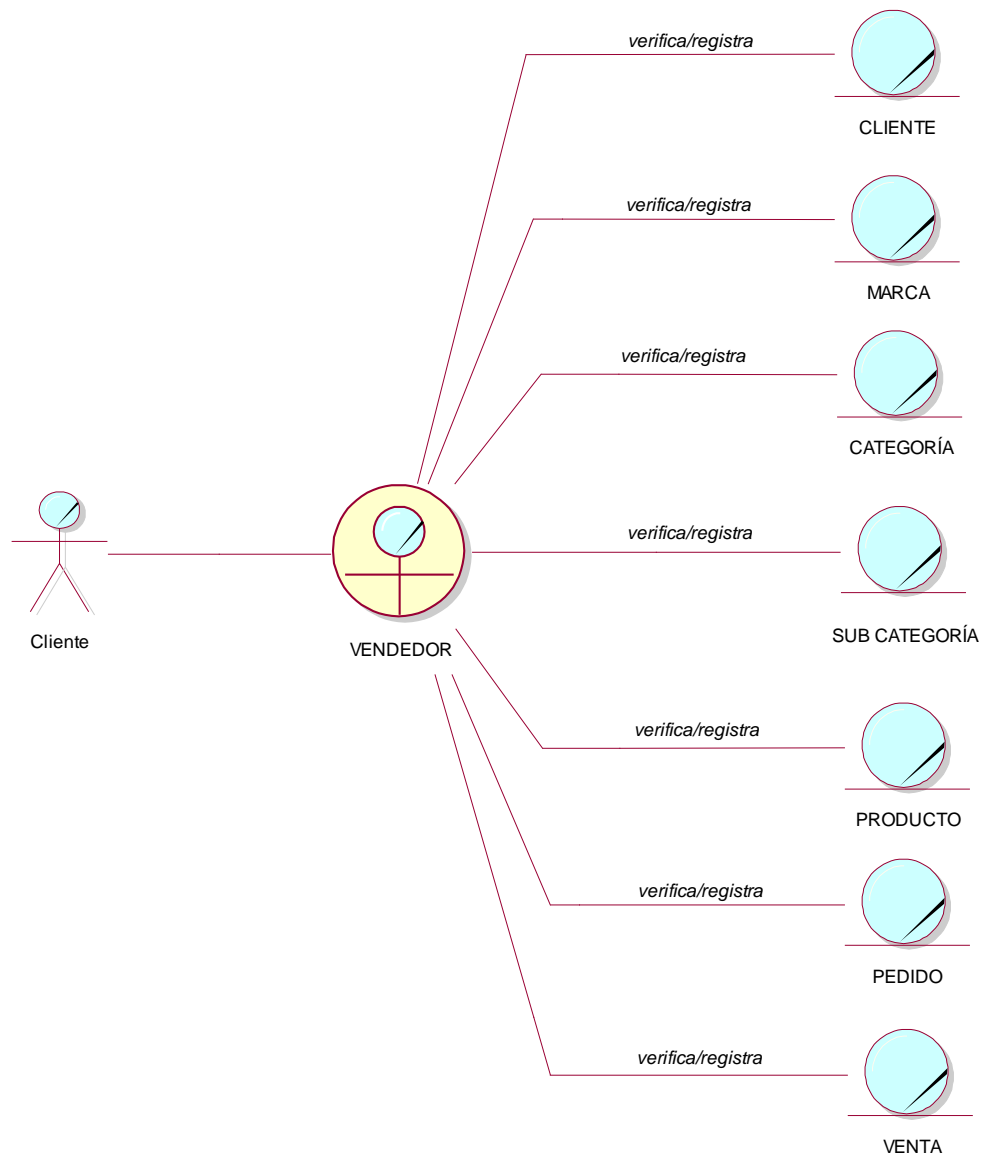 verifica/registra
CLIENTE
verifica/registra
MARCA
verifica/registra
CATEGORÍA
verifica/registra
SUB CATEGORÍA
Cliente
VENDEDOR
verifica/registra
PRODUCTO
verifica/registra
PEDIDO
verifica/registra
VENTA